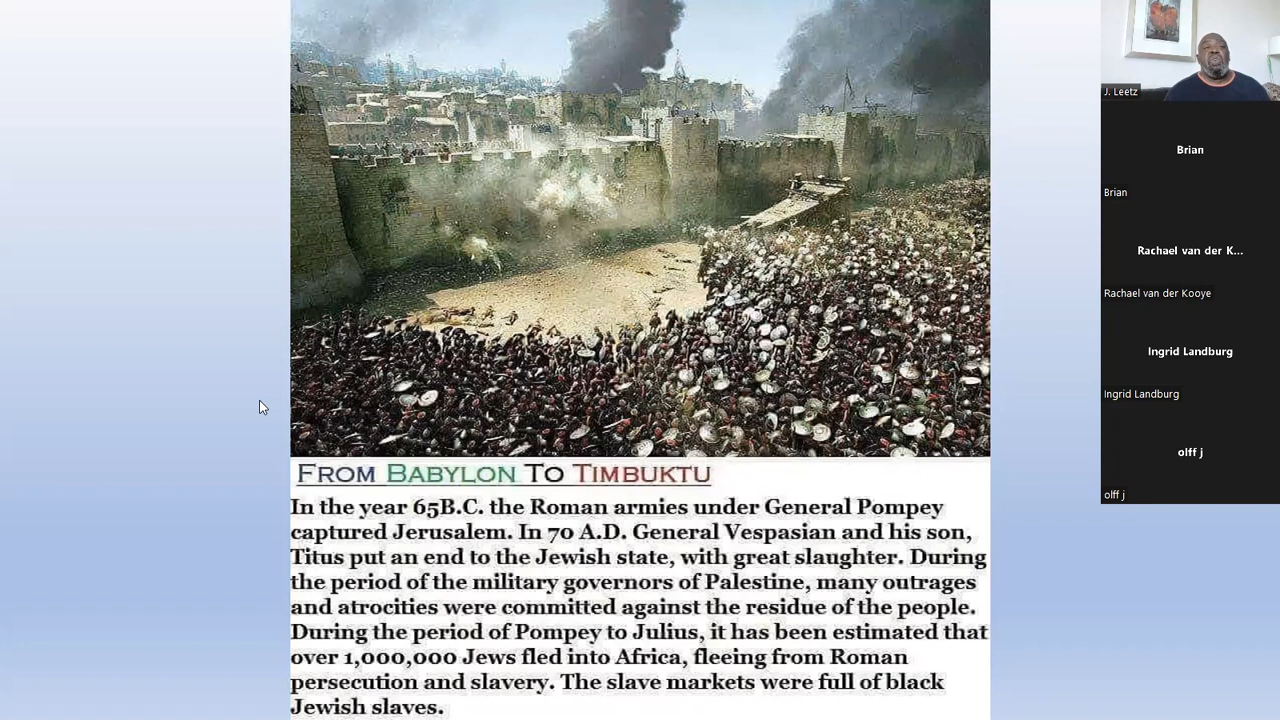 FROM BABYLON TO TIMBUKTU
In the year 65B.C. the Roman armies under General Pompey
captured Jerusalem. In 70 A.D. General Vespasian and his son,
Titus put an end to the Jewish state, with great slaughter. During
the period of the military governors of Palestine, many outrages
and atrocities were committed against the residue of the people.
During the period of Pompey to Julius, it has been estimated that
over 1,000,000 Jews fled into Africa, fleeing from Roman
persecution and slavery. The slave markets were full of black
Jewish slaves.
J. Leetz
Brian
Brian
Rachael van der K...
Rachael van der Kooye
Ingrid Landburg
Ingrid Landburg
olff j
olff j